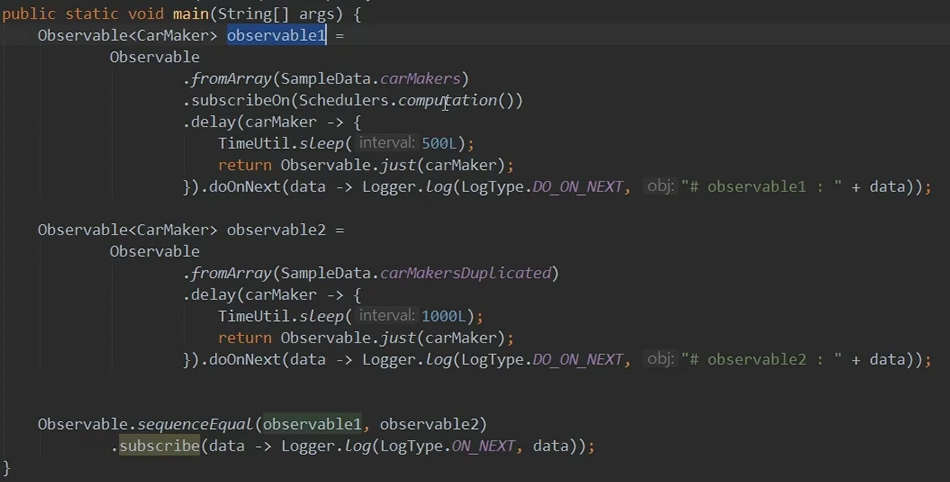 public static void main(String[] args) {
Observable<CarMaker> observable1 =
Observable
.fromArray(SampleData.carMakers)
.subscribeOn(Schedulers.computation())
.delay(carMaker -> {
TimeUtil.sleep( interval: 500L);
return Observable.just(carMaker);
}).doOnNext(data -> Logger.log(LogType.DO_ON_NEXT, obj: "# observable1 : " + data));
Observable<CarMaker> observable2 =
Observable
.fromArray(SampleData.carMakersDuplicated)
.delay(carMaker -> {
TimeUtil.sleep( interval: 1000L);
return Observable.just(carMaker);
}).doOnNext(data -> Logger.log(LogType.DO_ON_NEXT, obj: "# observable2 : " + data));
Observable.sequenceEqual(observable1, observable2)
.subscribe(data -> Logger.log(LogType.ON_NEXT, data));
}